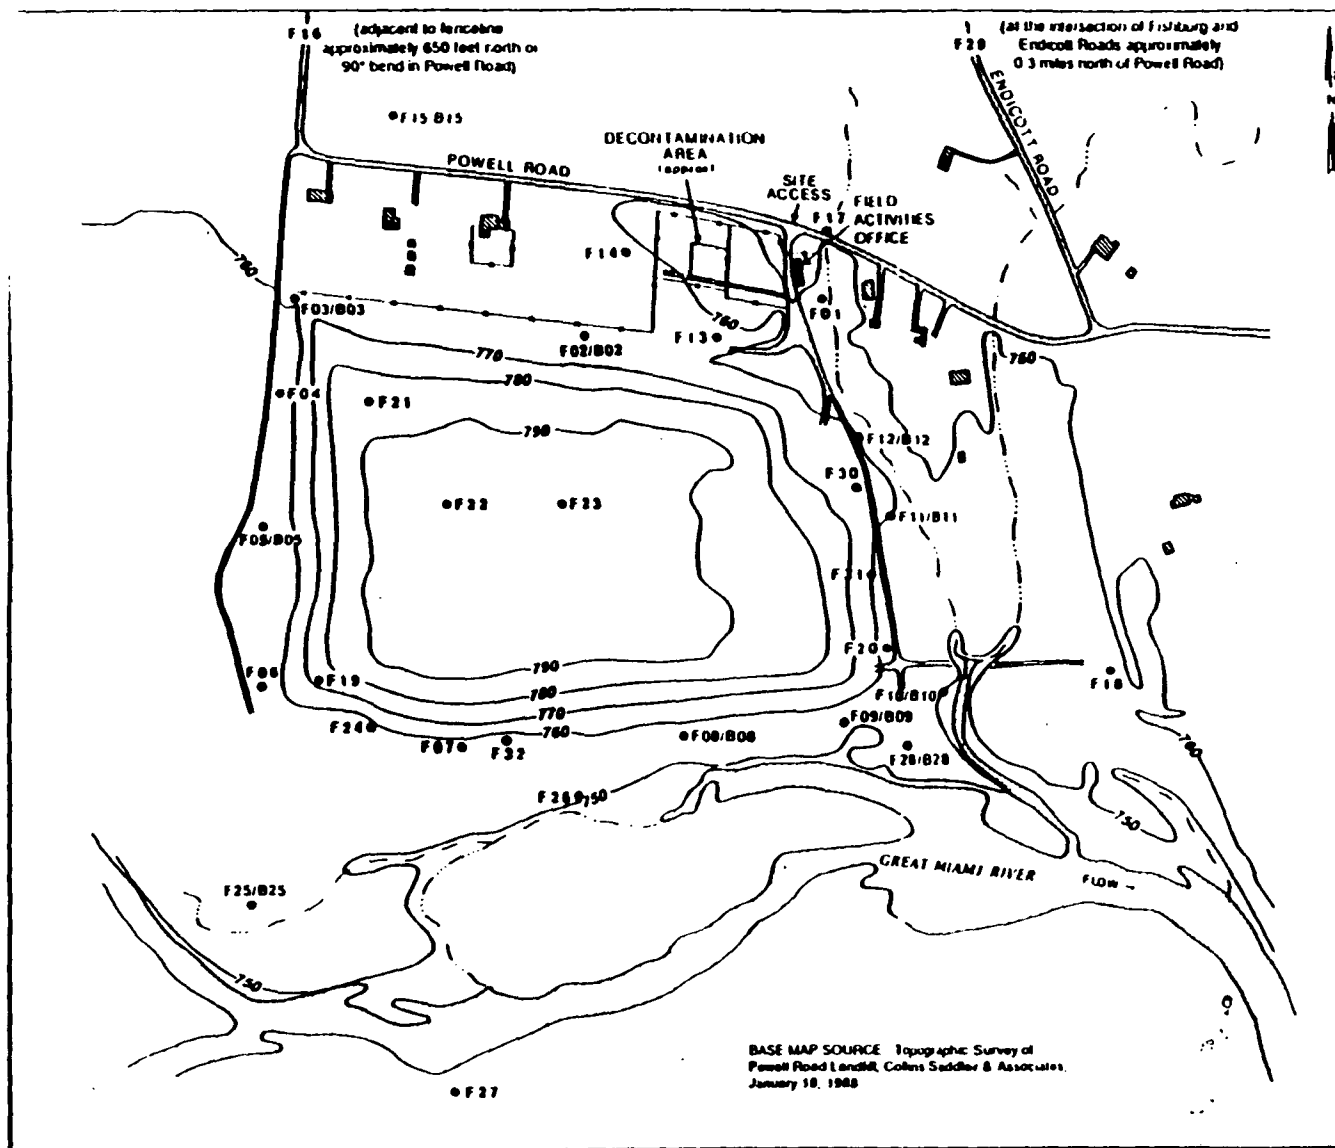 F16
(adjacent to fenceline
approximately 650 feet north of
90° bend in Powell Road)
F29
(at the intersection of Fishburg and
Endicott Roads approximately
0.3 miles north of Powell Road)
N
ENDICOTT ROAD
F15 B15
DECONTAMINATION
AREA
(approx)
POWELL ROAD
SITE
ACCESS
F17
FIELD
ACTIVITIES
OFFICE
F14
760
F03/B03
F01
760
F13
F02/B02
770
760
780
F04
F21
790
F12/B12
F30
F22
F23
F11/B11
F05/B05
F31
F20
790
F06
F19
780
F18
F10/B10
770
F24
760
F09/B09
F07
F32
F08/B08
F28/B28
760
F26
750
750
GREAT MIAMI RIVER
FLOW →
F25/B25
750
BASE MAP SOURCE Topographic Survey of
Powell Road Landfill, Collins Saddler & Associates,
January 18, 1988
F27